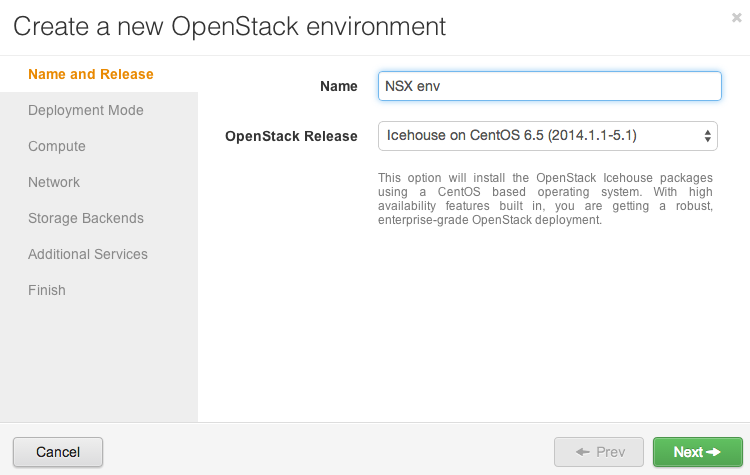 Create a new OpenStack environment
×
Name and Release
Deployment Mode
Compute
Network
Storage Backends
Additional Services
Finish
Name
NSX env
OpenStack Release
Icehouse on CentOS 6.5 (2014.1.1-5.1)
This option will install the OpenStack Icehouse packages
using a CentOS based operating system. With high
availability features built in, you are getting a robust,
enterprise-grade OpenStack deployment.
Cancel
Prev
Next